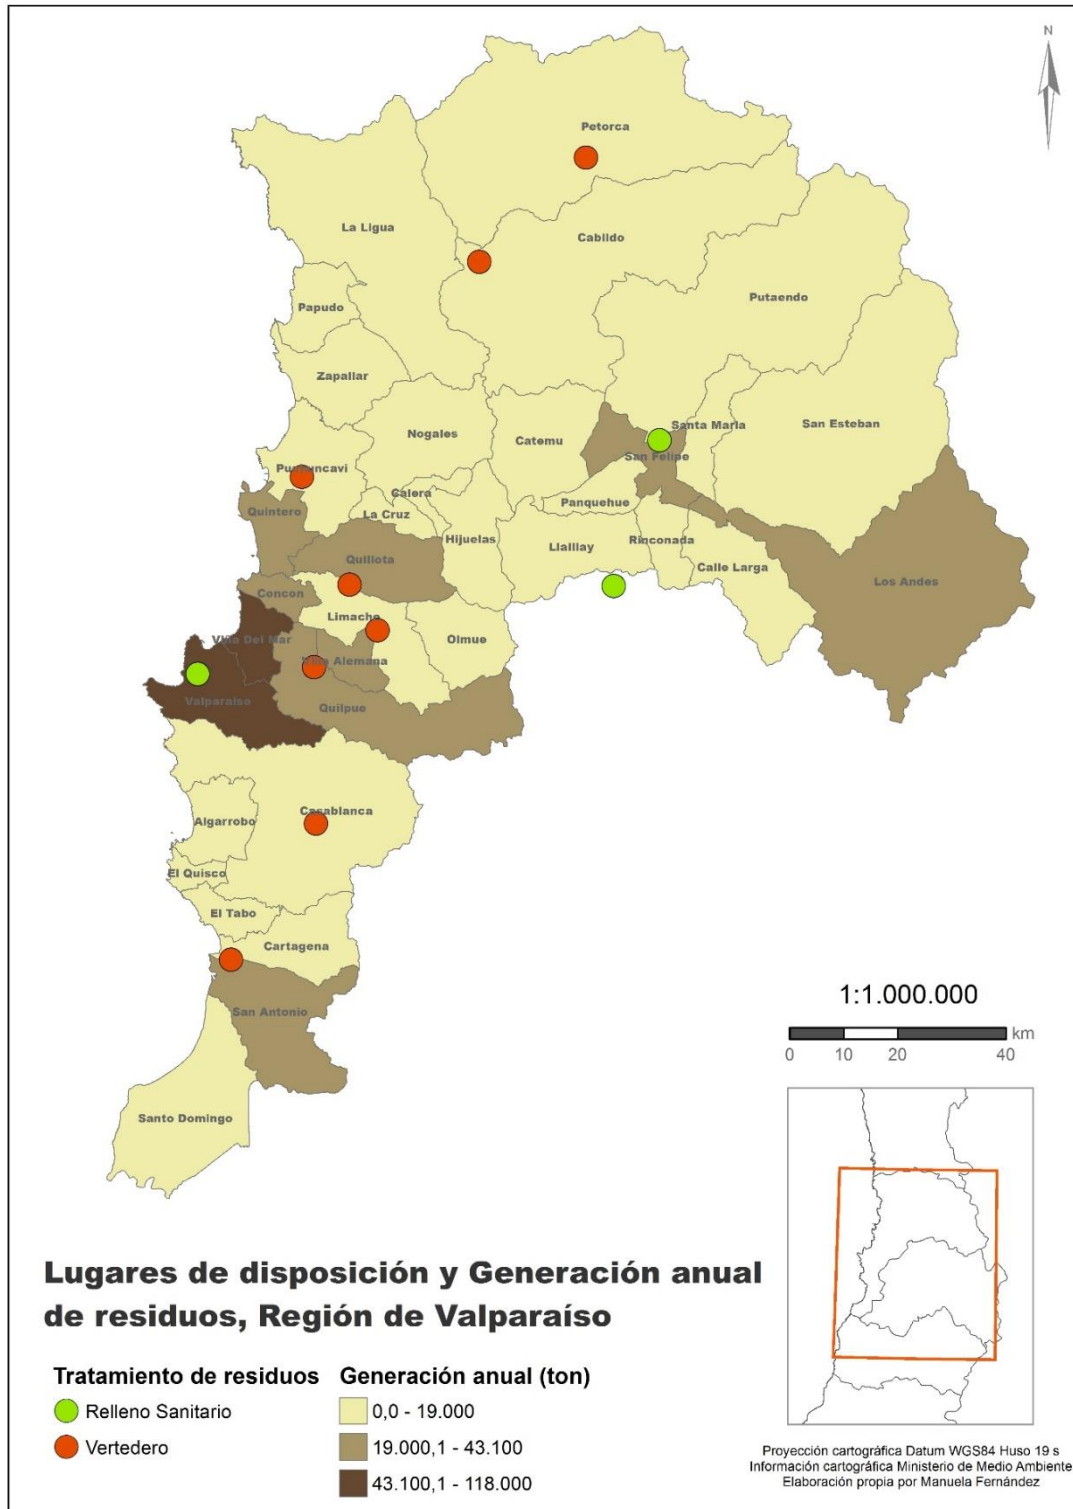 N
Petorca
La Ligua
Cabildo
Putaendo
Papudo
Zapallar
Nogales
Catemu
Santa Maria
San Esteban
San Felipe
Puchuncavi
Calera
Panquehue
Quintero
La Cruz
Hijuelas
Llaillay
Rinconada
Quillota
Calle Larga
Los Andes
Concon
Limache
Olmue
Viña Del Mar
Villa Alemana
Valparaiso
Quilpue
Casablanca
Algarrobo
El Quisco
El Tabo
Cartagena
San Antonio
Santo Domingo
1:1.000.000
km
0 10 20 40
Lugares de disposición y Generación anual
de residuos, Región de Valparaíso
Tratamiento de residuos
Relleno Sanitario
Vertedero
Generación anual (ton)
0,0 - 19.000
19.000,1 - 43.100
43.100,1 - 118.000
Proyección cartográfica Datum WGS84 Huso 19 s
Información cartográfica Ministerio de Medio Ambiente
Elaboración propia por Manuela Fernández